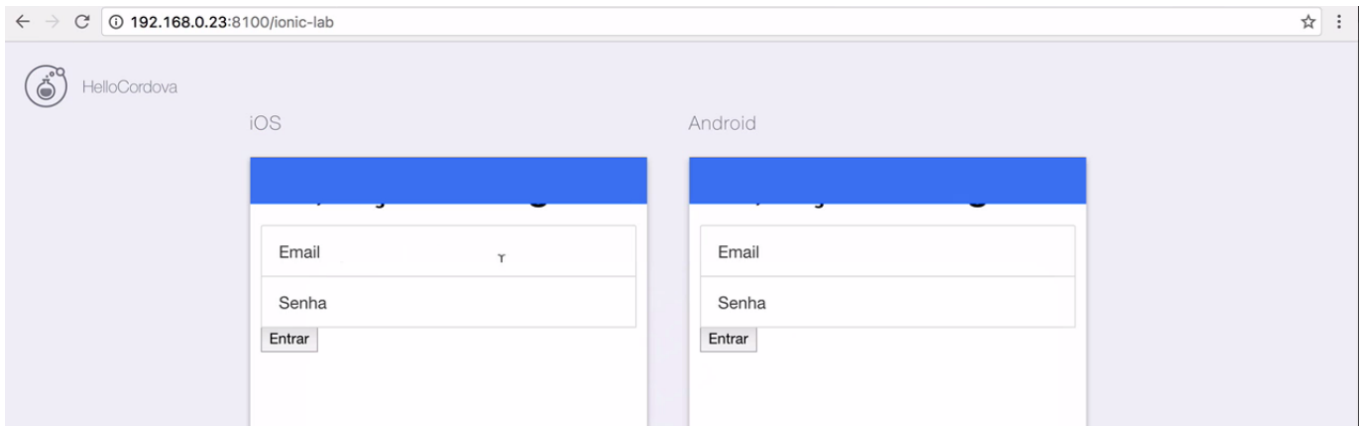 192.168.0.23:8100/ionic-lab
HelloCordova
iOS
Android
Email
Senha
Entrar
Email
Senha
Entrar